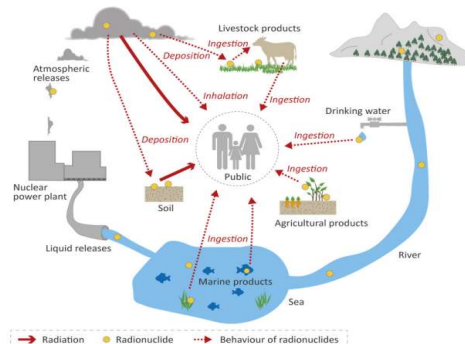 Livestock products
Ingestion
Deposition
Atmospheric
releases
Inhalation
Ingestion
Drinking water
Deposition
Ingestion
Nuclear
power plant
Public
Ingestion
Soil
Agricultural products
Liquid releases
River
Ingestion
Marine products
Sea
Radiation
Radionuclide
Behaviour of radionuclides